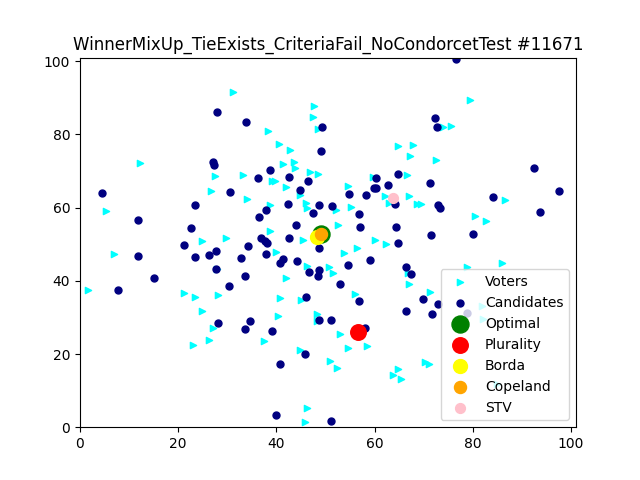 WinnerMixUp_TieExists_CriteriaFail_NoCondorcetTest #11671
100
80
60
40
20
0
0 20 40 60 80 100
Voters
Candidates
Optimal
Plurality
Borda
Copeland
STV